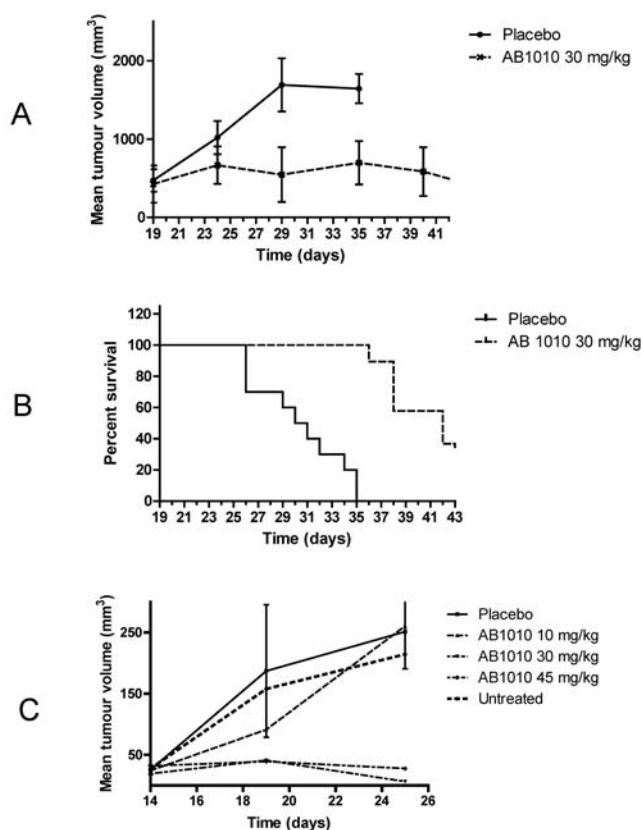 A
Mean tumour volume (mm³)
2000
1000
0
19 21 23 25 27 29 31 33 35 37 39 41
Time (days)
Placebo
AB1010 30 mg/kg
B
Percent survival
120
100
80
60
40
20
0
19 21 23 25 27 29 31 33 35 37 39 41 43
Time (days)
Placebo
AB 1010 30 mg/kg
C
Mean tumour volume (mm³)
250
150
50
14 16 18 20 22 24 26
Time (days)
Placebo
AB1010 10 mg/kg
AB1010 30 mg/kg
AB1010 45 mg/kg
Untreated